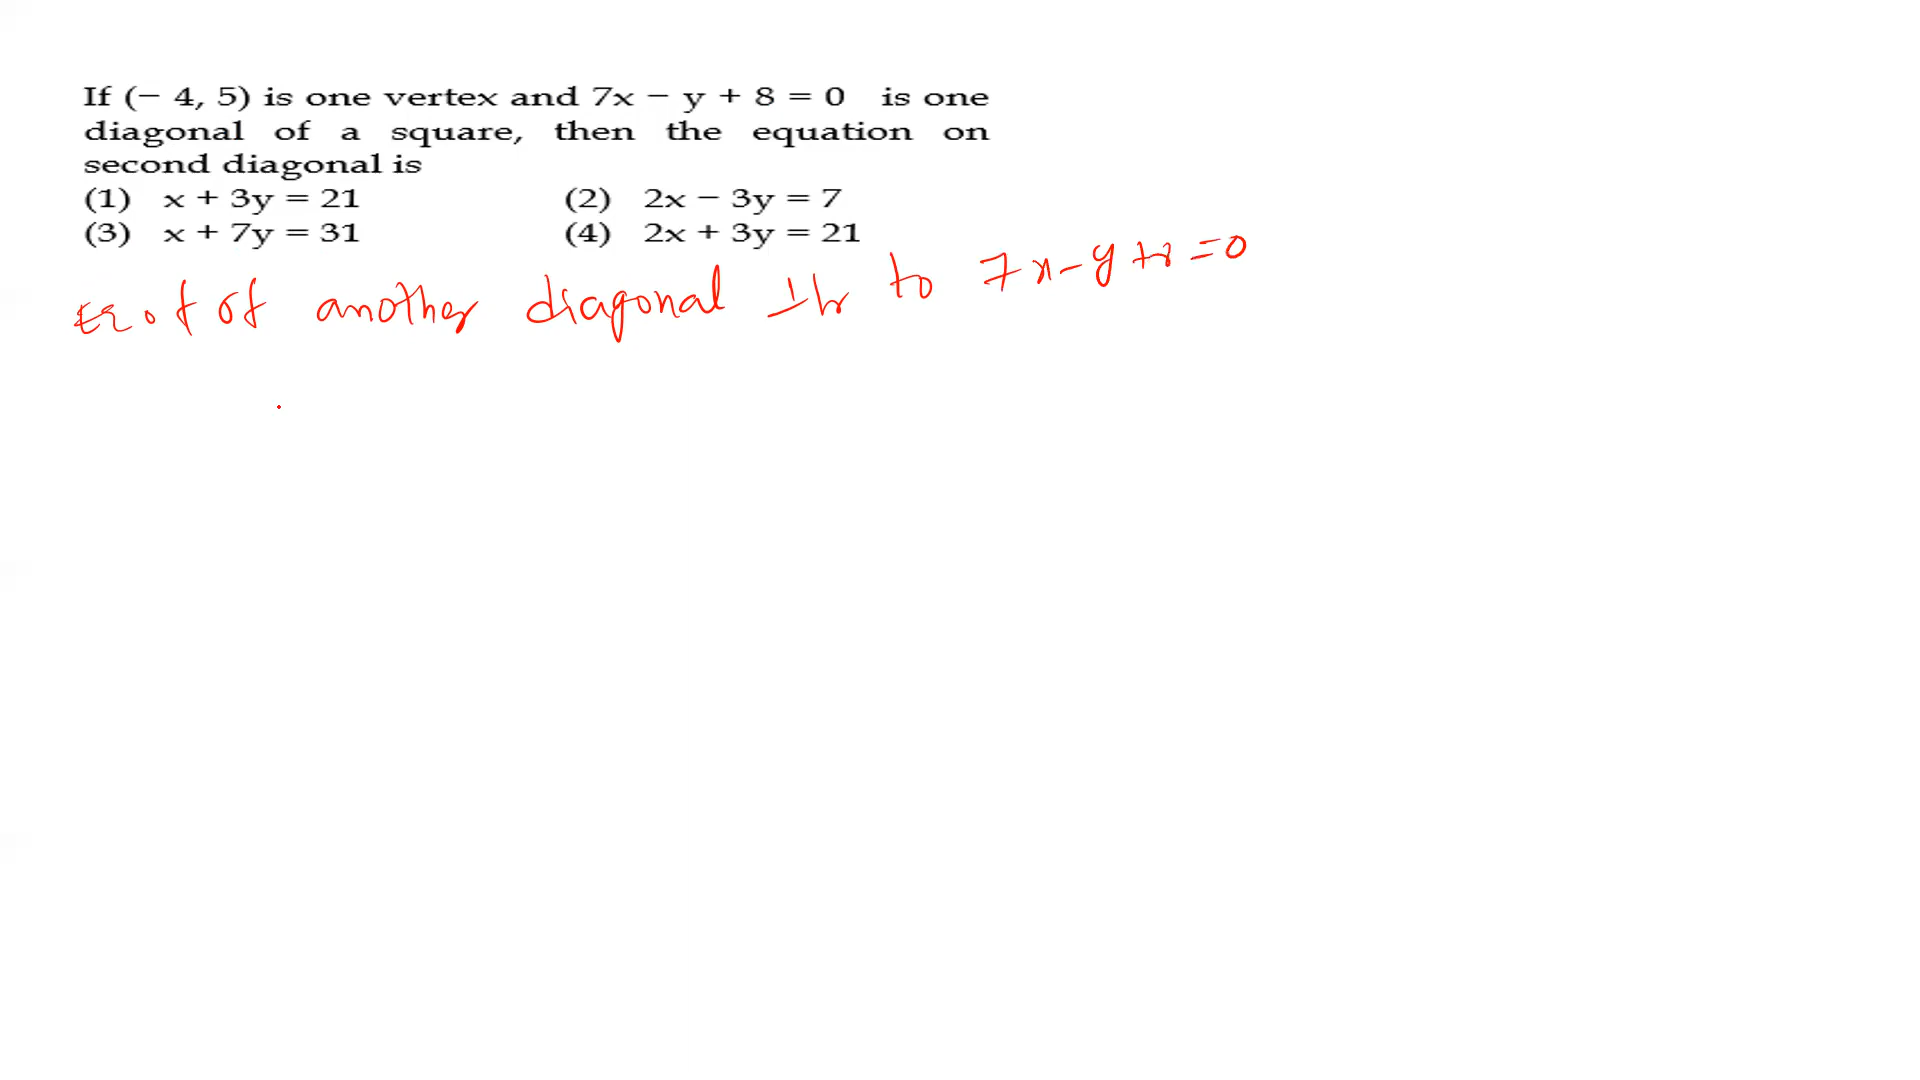 If (− 4, 5) is one vertex and 7x − y + 8 = 0 is one
diagonal of a square, then the equation on
second diagonal is
(1) x + 3y = 21 (2) 2x − 3y = 7
(3) x + 7y = 31 (4) 2x + 3y = 21
of another diagonal ⊥lr to 7x-y+8=0